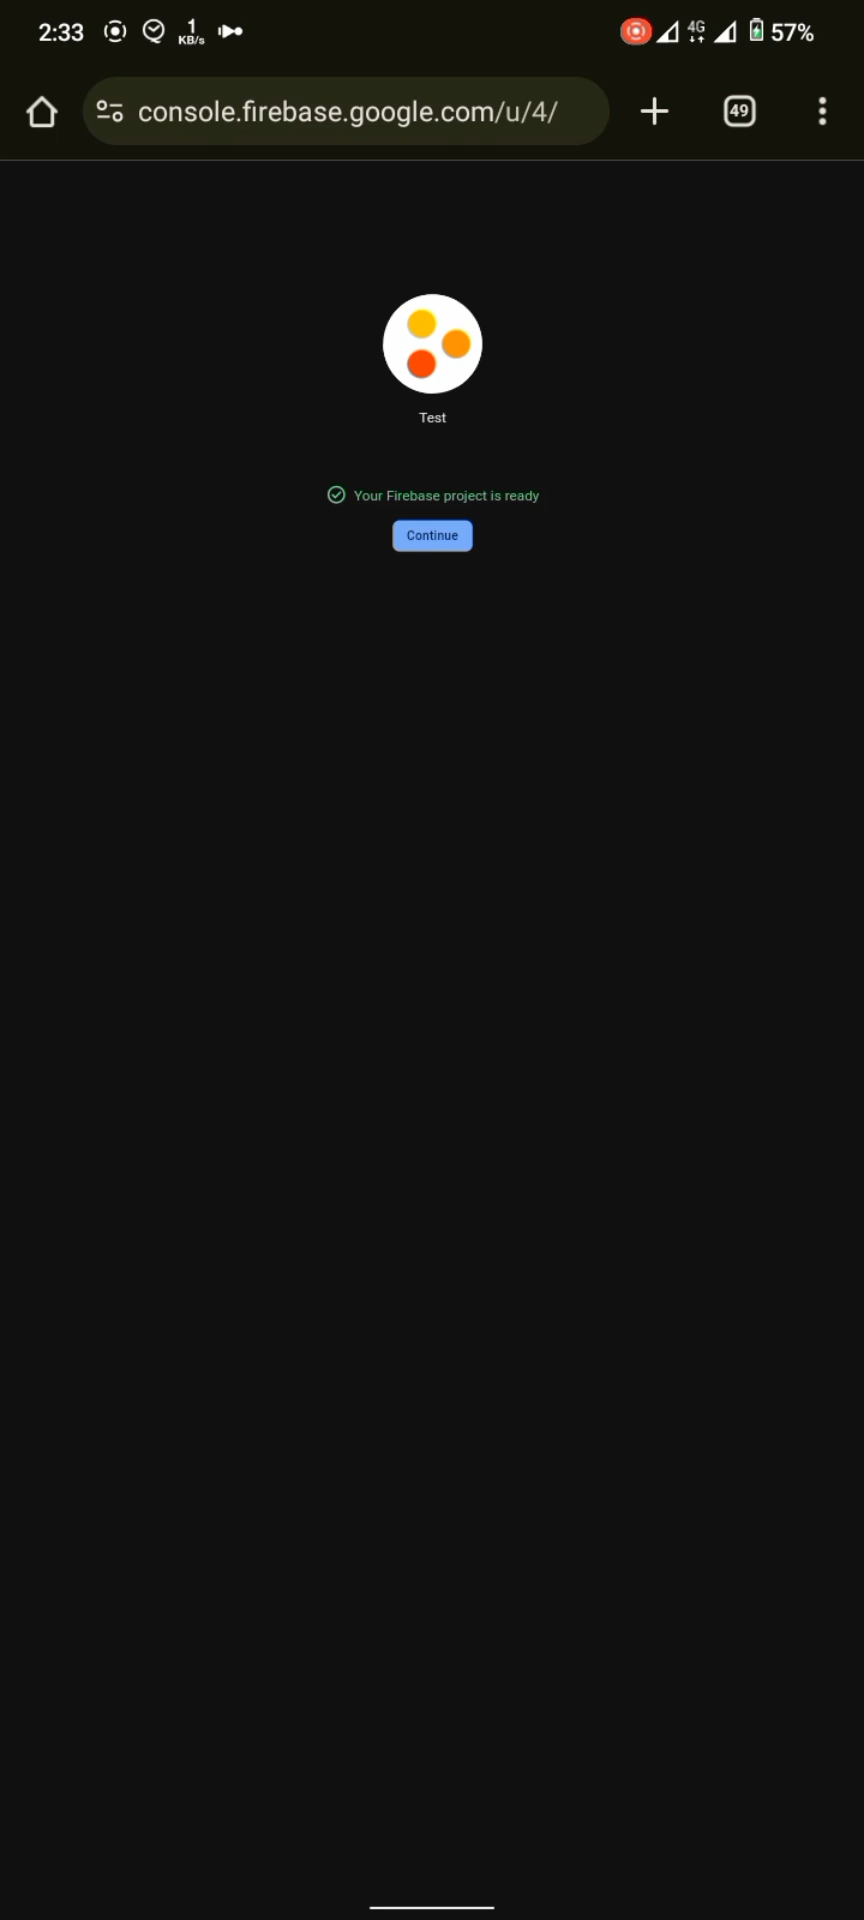 2:33 1 KB/s 4G 57%
console.firebase.google.com/u/4/ 49
Test
Your Firebase project is ready
Continue